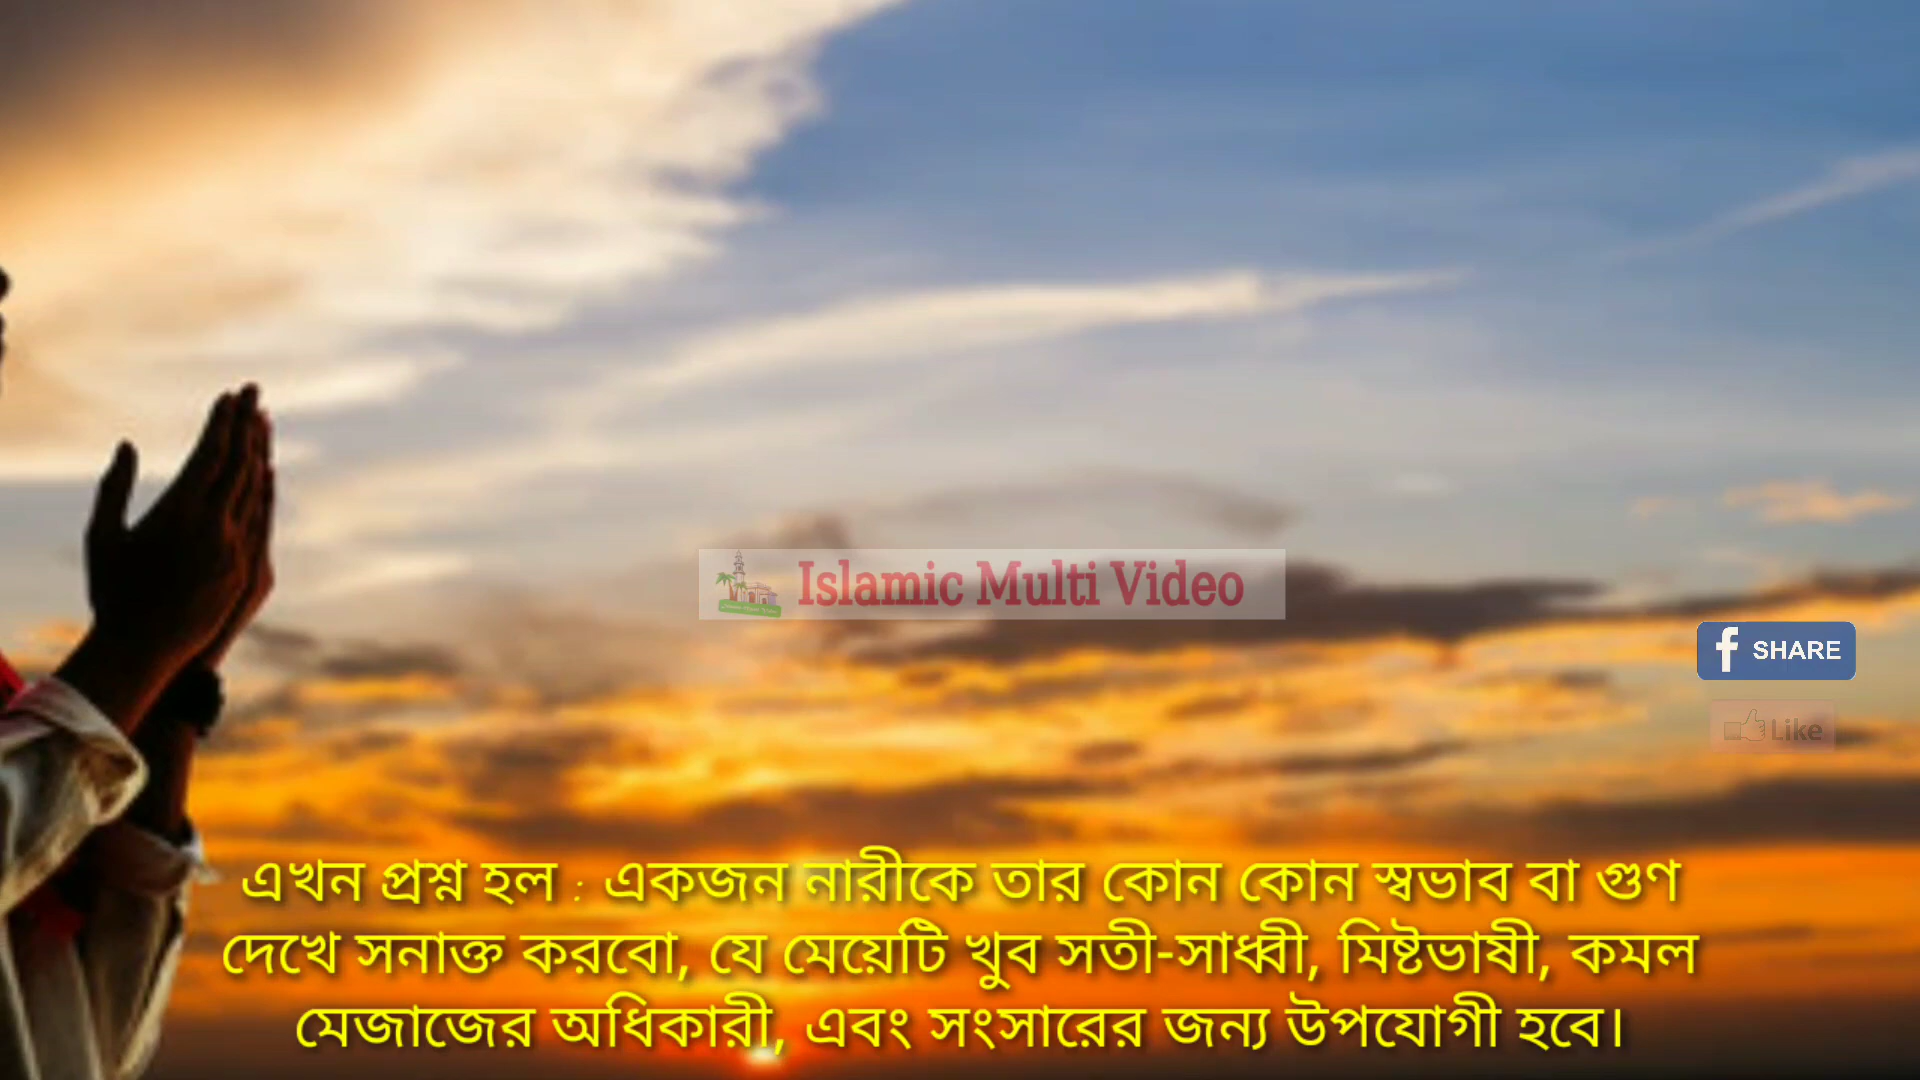 Islamic Multi Video
SHARE
Like
এখন প্রশ্ন হল : একজন নারীকে তার কোন কোন স্বভাব বা গুণ
দেখে সনাক্ত করবো, যে মেয়েটি খুব সতী-সাধ্বী, মিষ্টভাষী, কমল
মেজাজের অধিকারী, এবং সংসারের জন্য উপযোগী হবে।